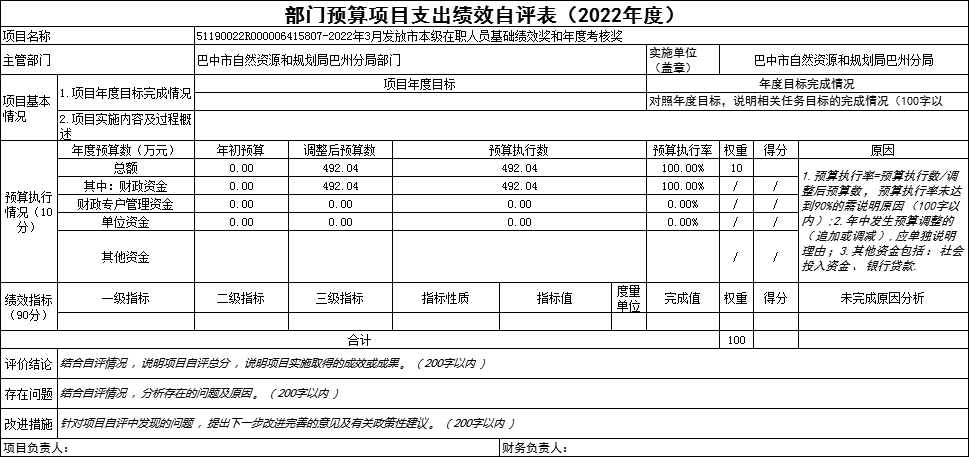 部门预算项目支出绩效自评表（2022年度）
项目名称 51190022R000006415807-2022年3月发放市本级在职人员基础绩效奖和年度考核奖
主管部门 巴中市自然资源和规划局巴州分局部门 实施单位（盖章） 巴中市自然资源和规划局巴州分局
项目基本情况 1.项目年度目标完成情况 项目年度目标 年度目标完成情况
对照年度目标，说明相关任务目标的完成情况（100字以
2.项目实施内容及过程概述
预算执行情况（10分） 年度预算数（万元） 年初预算 调整后预算数 预算执行数 预算执行率 权重 得分 原因
总额 0.00 492.04 492.04 100.00% 10
其中：财政资金 0.00 492.04 492.04 100.00% / /
财政专户管理资金 0.00 0.00 0.00 0.00% / /
单位资金 0.00 0.00 0.00 0.00% / /
其他资金 / /
1.预算执行率=预算执行数/调整后预算数，预算执行率未达到90%的需说明原因（100字以内）;2.年中发生预算调整的（追加或调减）,应单独说明理由；3.其他资金包括：社会投入资金、银行贷款.
绩效指标（90分） 一级指标 二级指标 三级指标 指标性质 指标值 度量单位 完成值 权重 得分 未完成原因分析
合计 100
评价结论 结合自评情况，说明项目自评总分，说明项目实施取得的成效或成果。（200字以内）
存在问题 结合自评情况，分析存在的问题及原因。（200字以内）
改进措施 针对项目自评中发现的问题，提出下一步改进完善的意见及有关政策性建议。（200字以内）
项目负责人： 财务负责人：